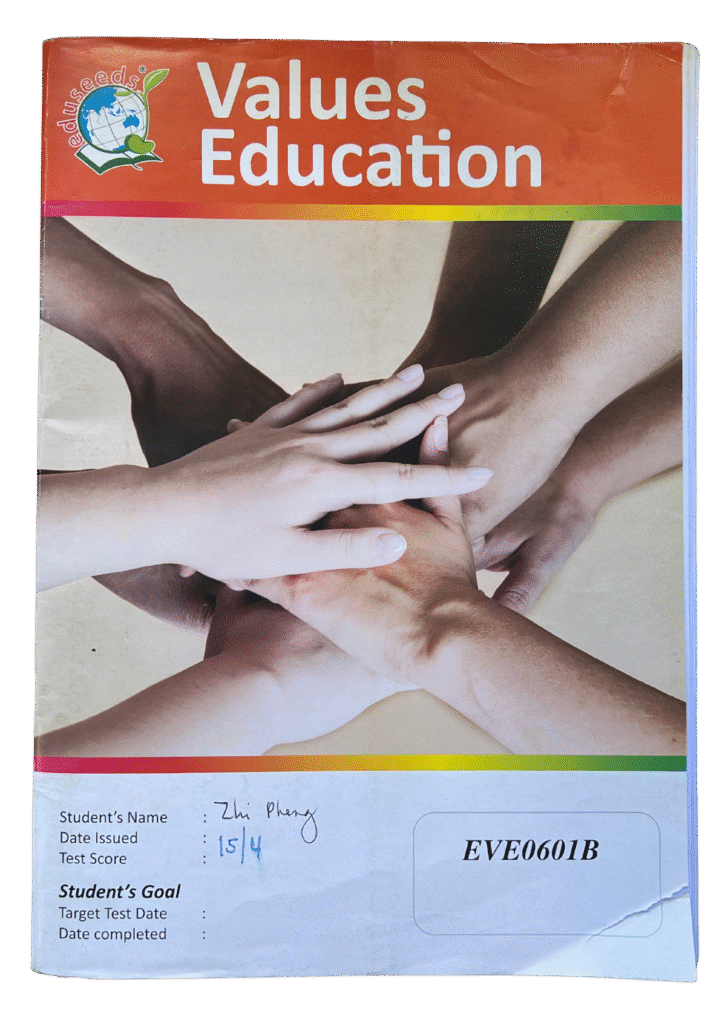 eduseeds®
Values
Education
Student's Name : Zhi Pheng
Date Issued : 15/4
Test Score :
EVE0601B
Student's Goal
Target Test Date :
Date completed :